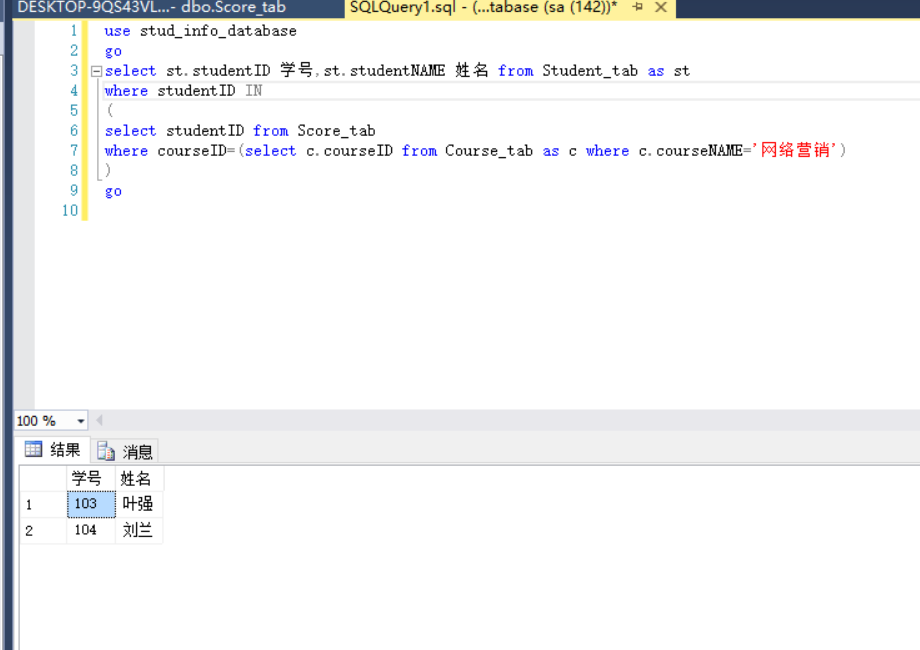 DESKTOP-9QS43VL...- dbo.Score_tab
SQLQuery1.sql - (...tabase (sa (142))*
1 use stud_info_database
2 go
3 select st.studentID 学号,st.studentNAME 姓名 from Student_tab as st
4 where studentID IN
5 (
6 select studentID from Score_tab
7 where courseID=(select c.courseID from Course_tab as c where c.courseNAME='网络营销')
8 )
9 go
10
100 %
结果 消息
学号 姓名
1 103 叶强
2 104 刘兰